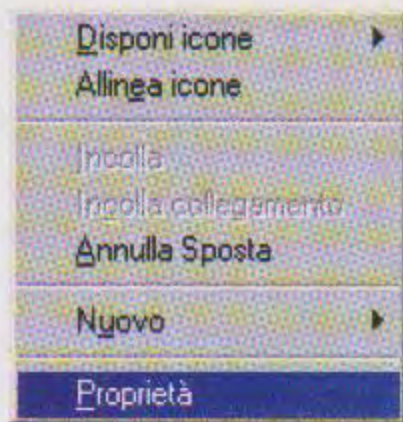 Disponi icone
Allinea icone
Incolla
Incolla collegamento
Annulla Sposta
Nuovo
Proprietà